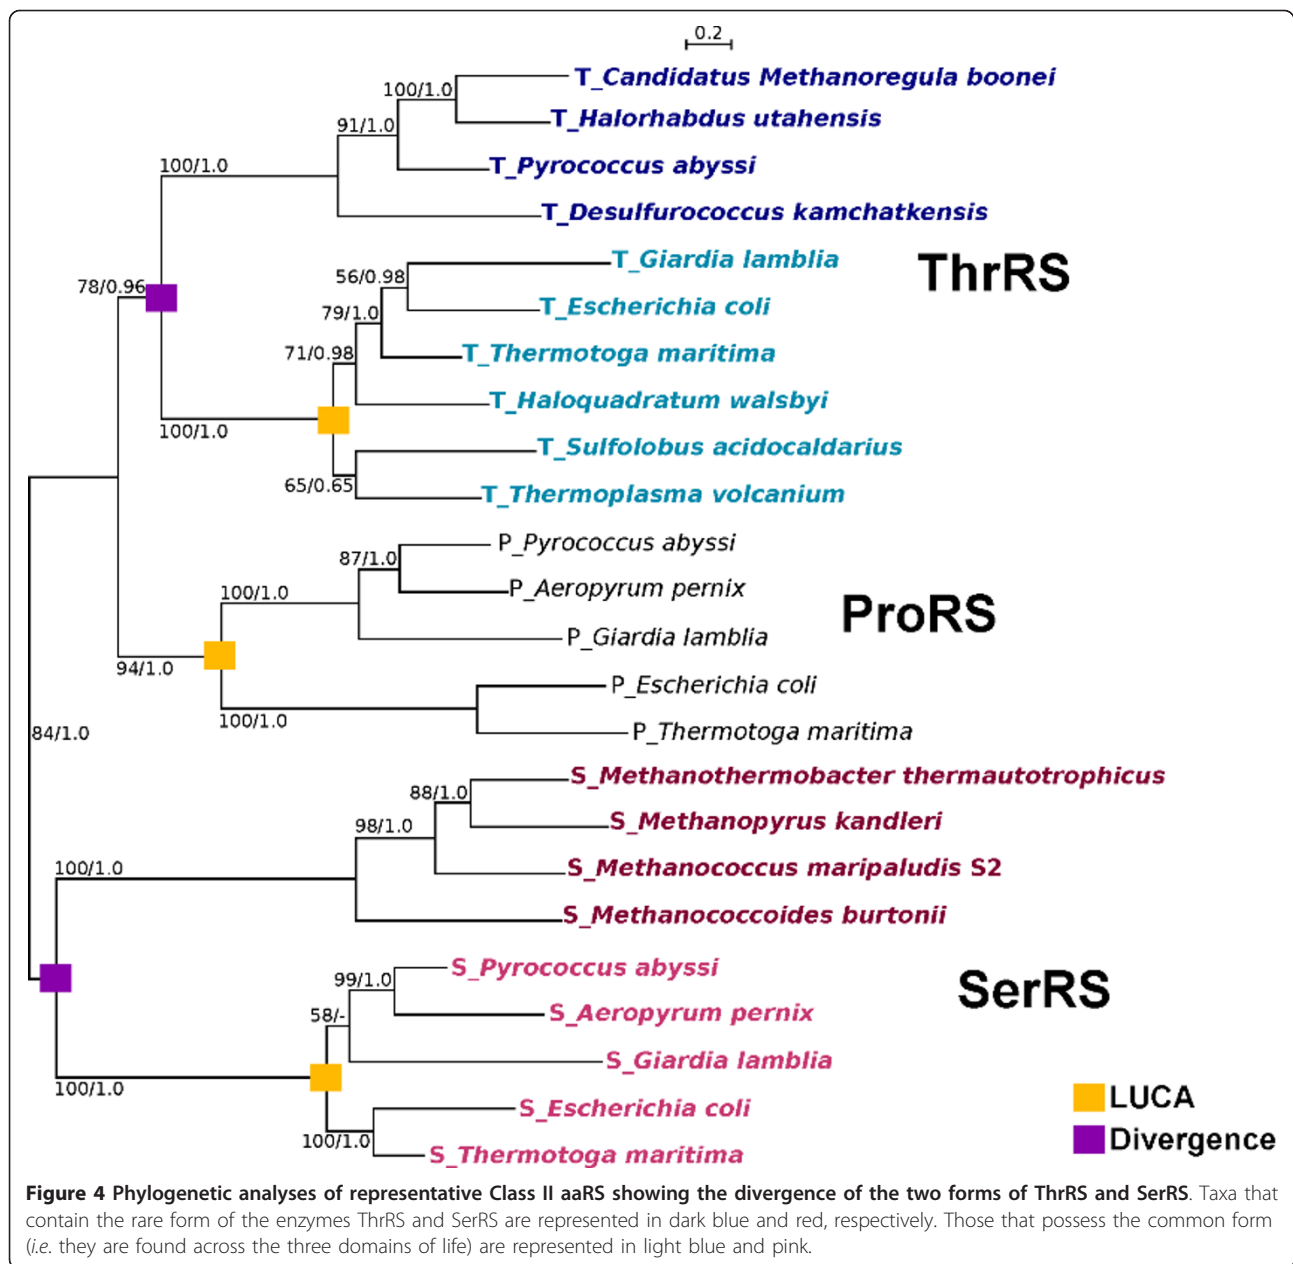 0.2
T_Candidatus Methanoregula boonei
100/1.0
T_Halorhabdus utahensis
91/1.0
100/1.0
T_Pyrococcus abyssi
T_Desulfurococcus kamchatkensis
T_Giardia lamblia
ThrRS
56/0.98
78/0.96
T_Escherichia coli
79/1.0
T_Thermotoga maritima
71/0.98
T_Haloquadratum walsbyi
100/1.0
T_Sulfolobus acidocaldarius
65/0.65
T_Thermoplasma volcanium
P_Pyrococcus abyssi
87/1.0
P_Aeropyrum pernix
100/1.0
ProRS
P_Giardia lamblia
94/1.0
P_Escherichia coli
100/1.0
P_Thermotoga maritima
84/1.0
S_Methanothermobacter thermautotrophicus
88/1.0
S_Methanopyrus kandleri
98/1.0
100/1.0
S_Methanococcus maripaludis S2
S_Methanococcoides burtonii
S_Pyrococcus abyssi
99/1.0
SerRS
S_Aeropyrum pernix
58/-
S_Giardia lamblia
100/1.0
LUCA
S_Escherichia coli
100/1.0
Divergence
S_Thermotoga maritima
Figure 4 Phylogenetic analyses of representative Class II aaRS showing the divergence of the two forms of ThrRS and SerRS. Taxa that
contain the rare form of the enzymes ThrRS and SerRS are represented in dark blue and red, respectively. Those that possess the common form
(i.e. they are found across the three domains of life) are represented in light blue and pink.